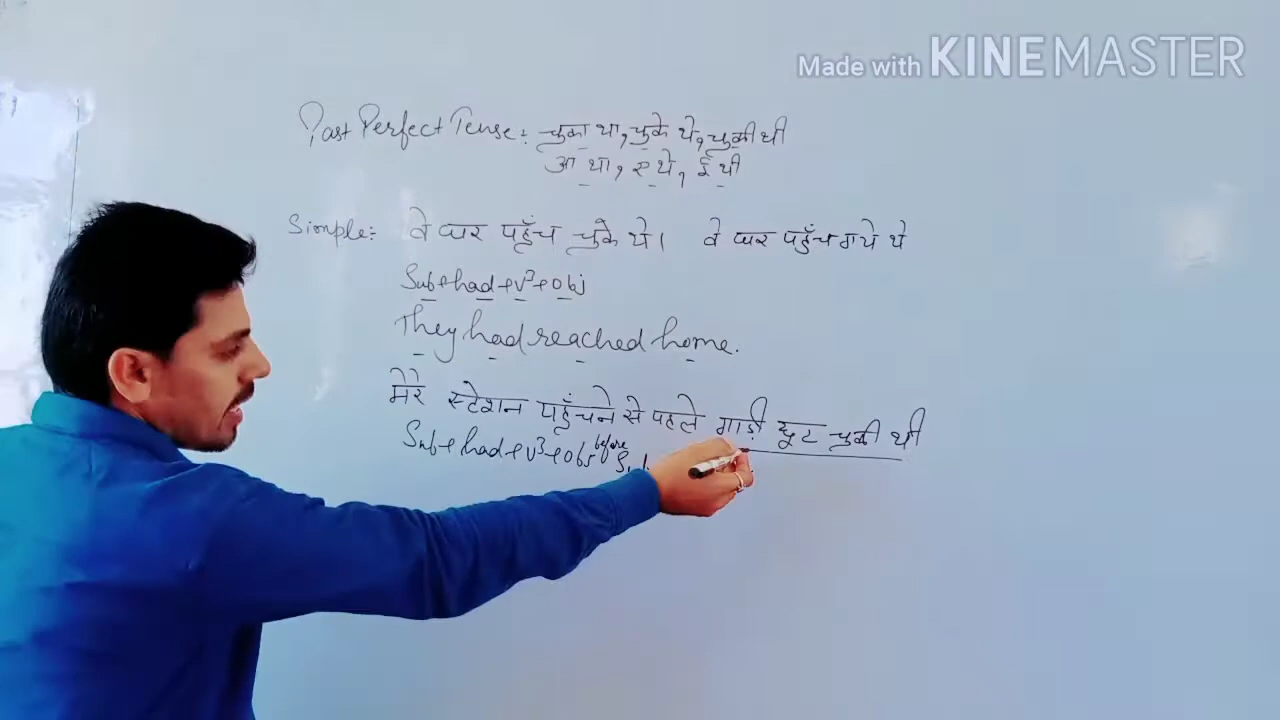 Made with KINEMASTER
Past Perfect Tense:- चुका था, चुके थे, चुकी थी
आ था, ए थे, ई थी
Simple:- वे घर पहुँच चुके थे। वे घर पहुँच गये थे
Sub+had+v³+obj
They had reached home.
मेरे स्टेशन पहुँचने से पहले गाड़ी छूट चुकी थी
Sub+had+v³+obj before